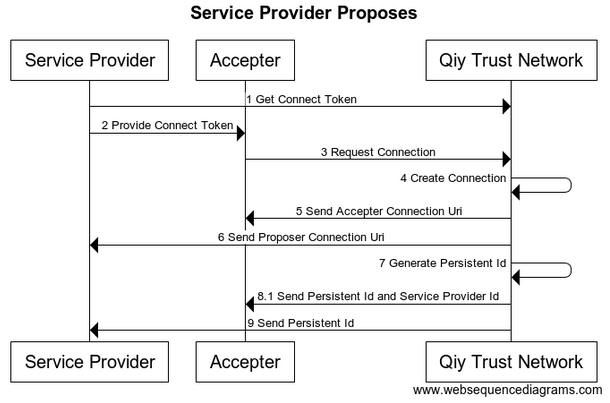 Service Provider Proposes
Service Provider
Accepter
Qiy Trust Network
1 Get Connect Token
2 Provide Connect Token
3 Request Connection
4 Create Connection
5 Send Accepter Connection Uri
6 Send Proposer Connection Uri
7 Generate Persistent Id
8.1 Send Persistent Id and Service Provider Id
9 Send Persistent Id
Service Provider
Accepter
Qiy Trust Network
www.websequencediagrams.com